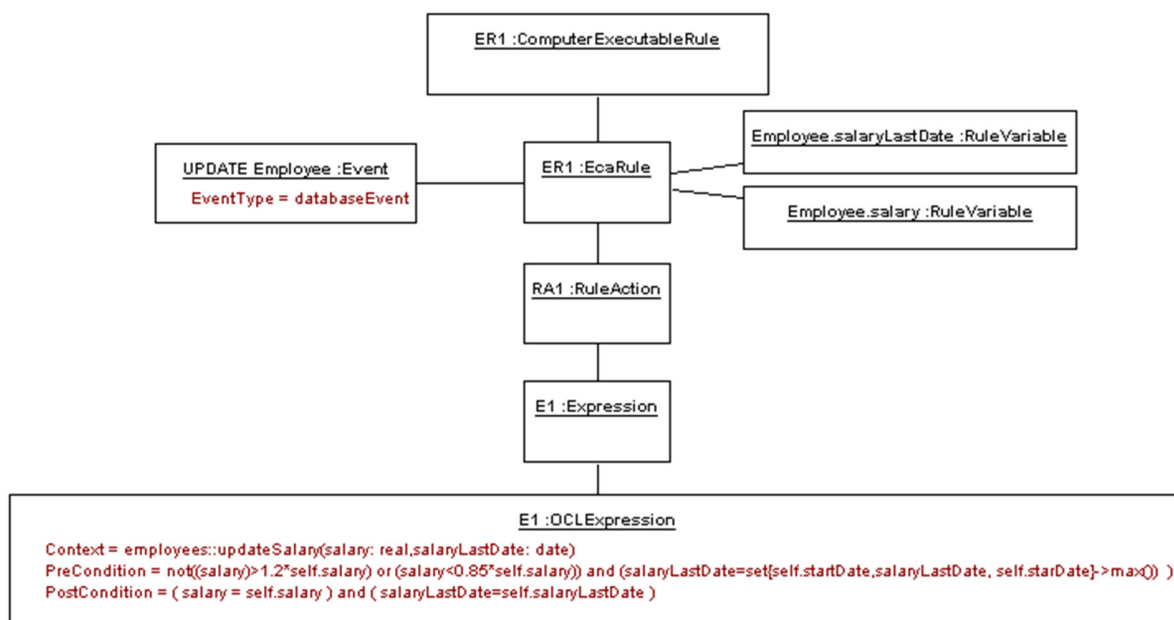 ER1 :ComputerExecutableRule
Employee.salaryLastDate :RuleVariable
UPDATE Employee :Event
EventType = databaseEvent
ER1 :EcaRule
Employee.salary :RuleVariable
RA1 :RuleAction
E1 :Expression
E1 :OCLExpression
Context = employees::updateSalary(salary: real,salaryLastDate: date)
PreCondition = not((salary)>1.2*self.salary) or (salary<0.85*self.salary)) and (salaryLastDate=set{self.startDate,salaryLastDate, self.starDate}->max()) )
PostCondition = ( salary = self.salary ) and ( salaryLastDate=self.salaryLastDate )